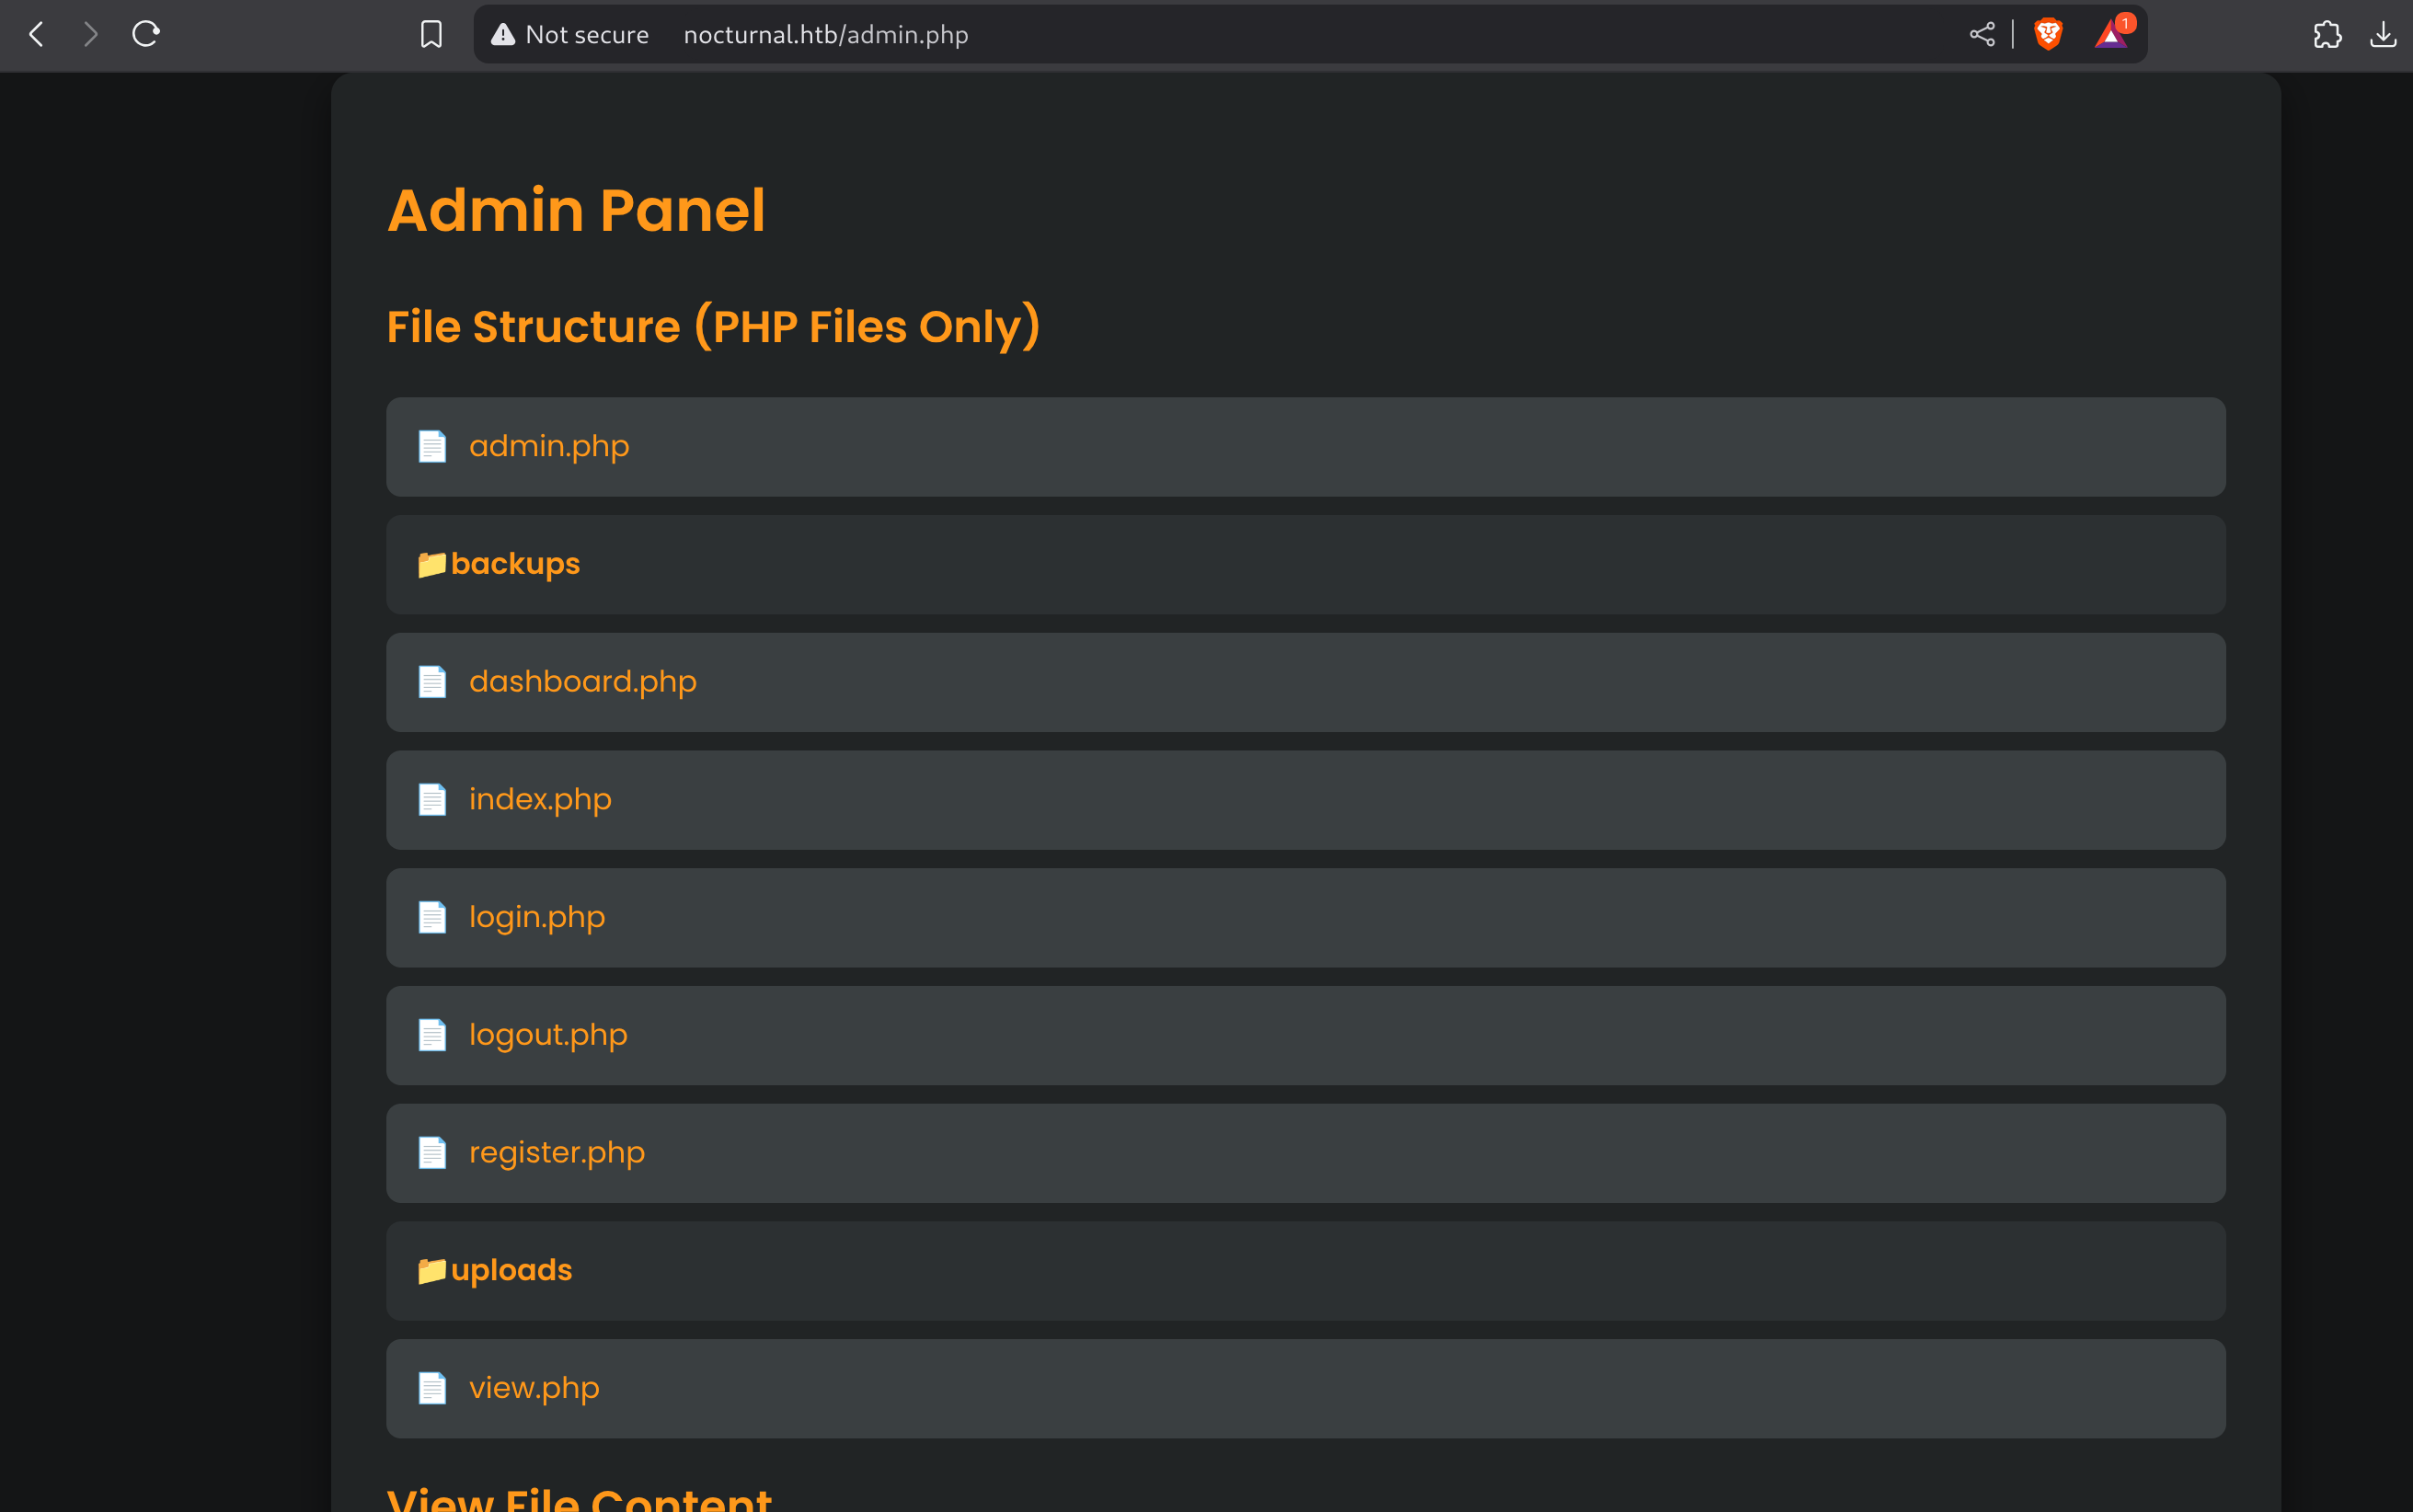 Not secure nocturnal.htb/admin.php
1
Admin Panel
File Structure (PHP Files Only)
admin.php
backups
dashboard.php
index.php
login.php
logout.php
register.php
uploads
view.php
View File Content